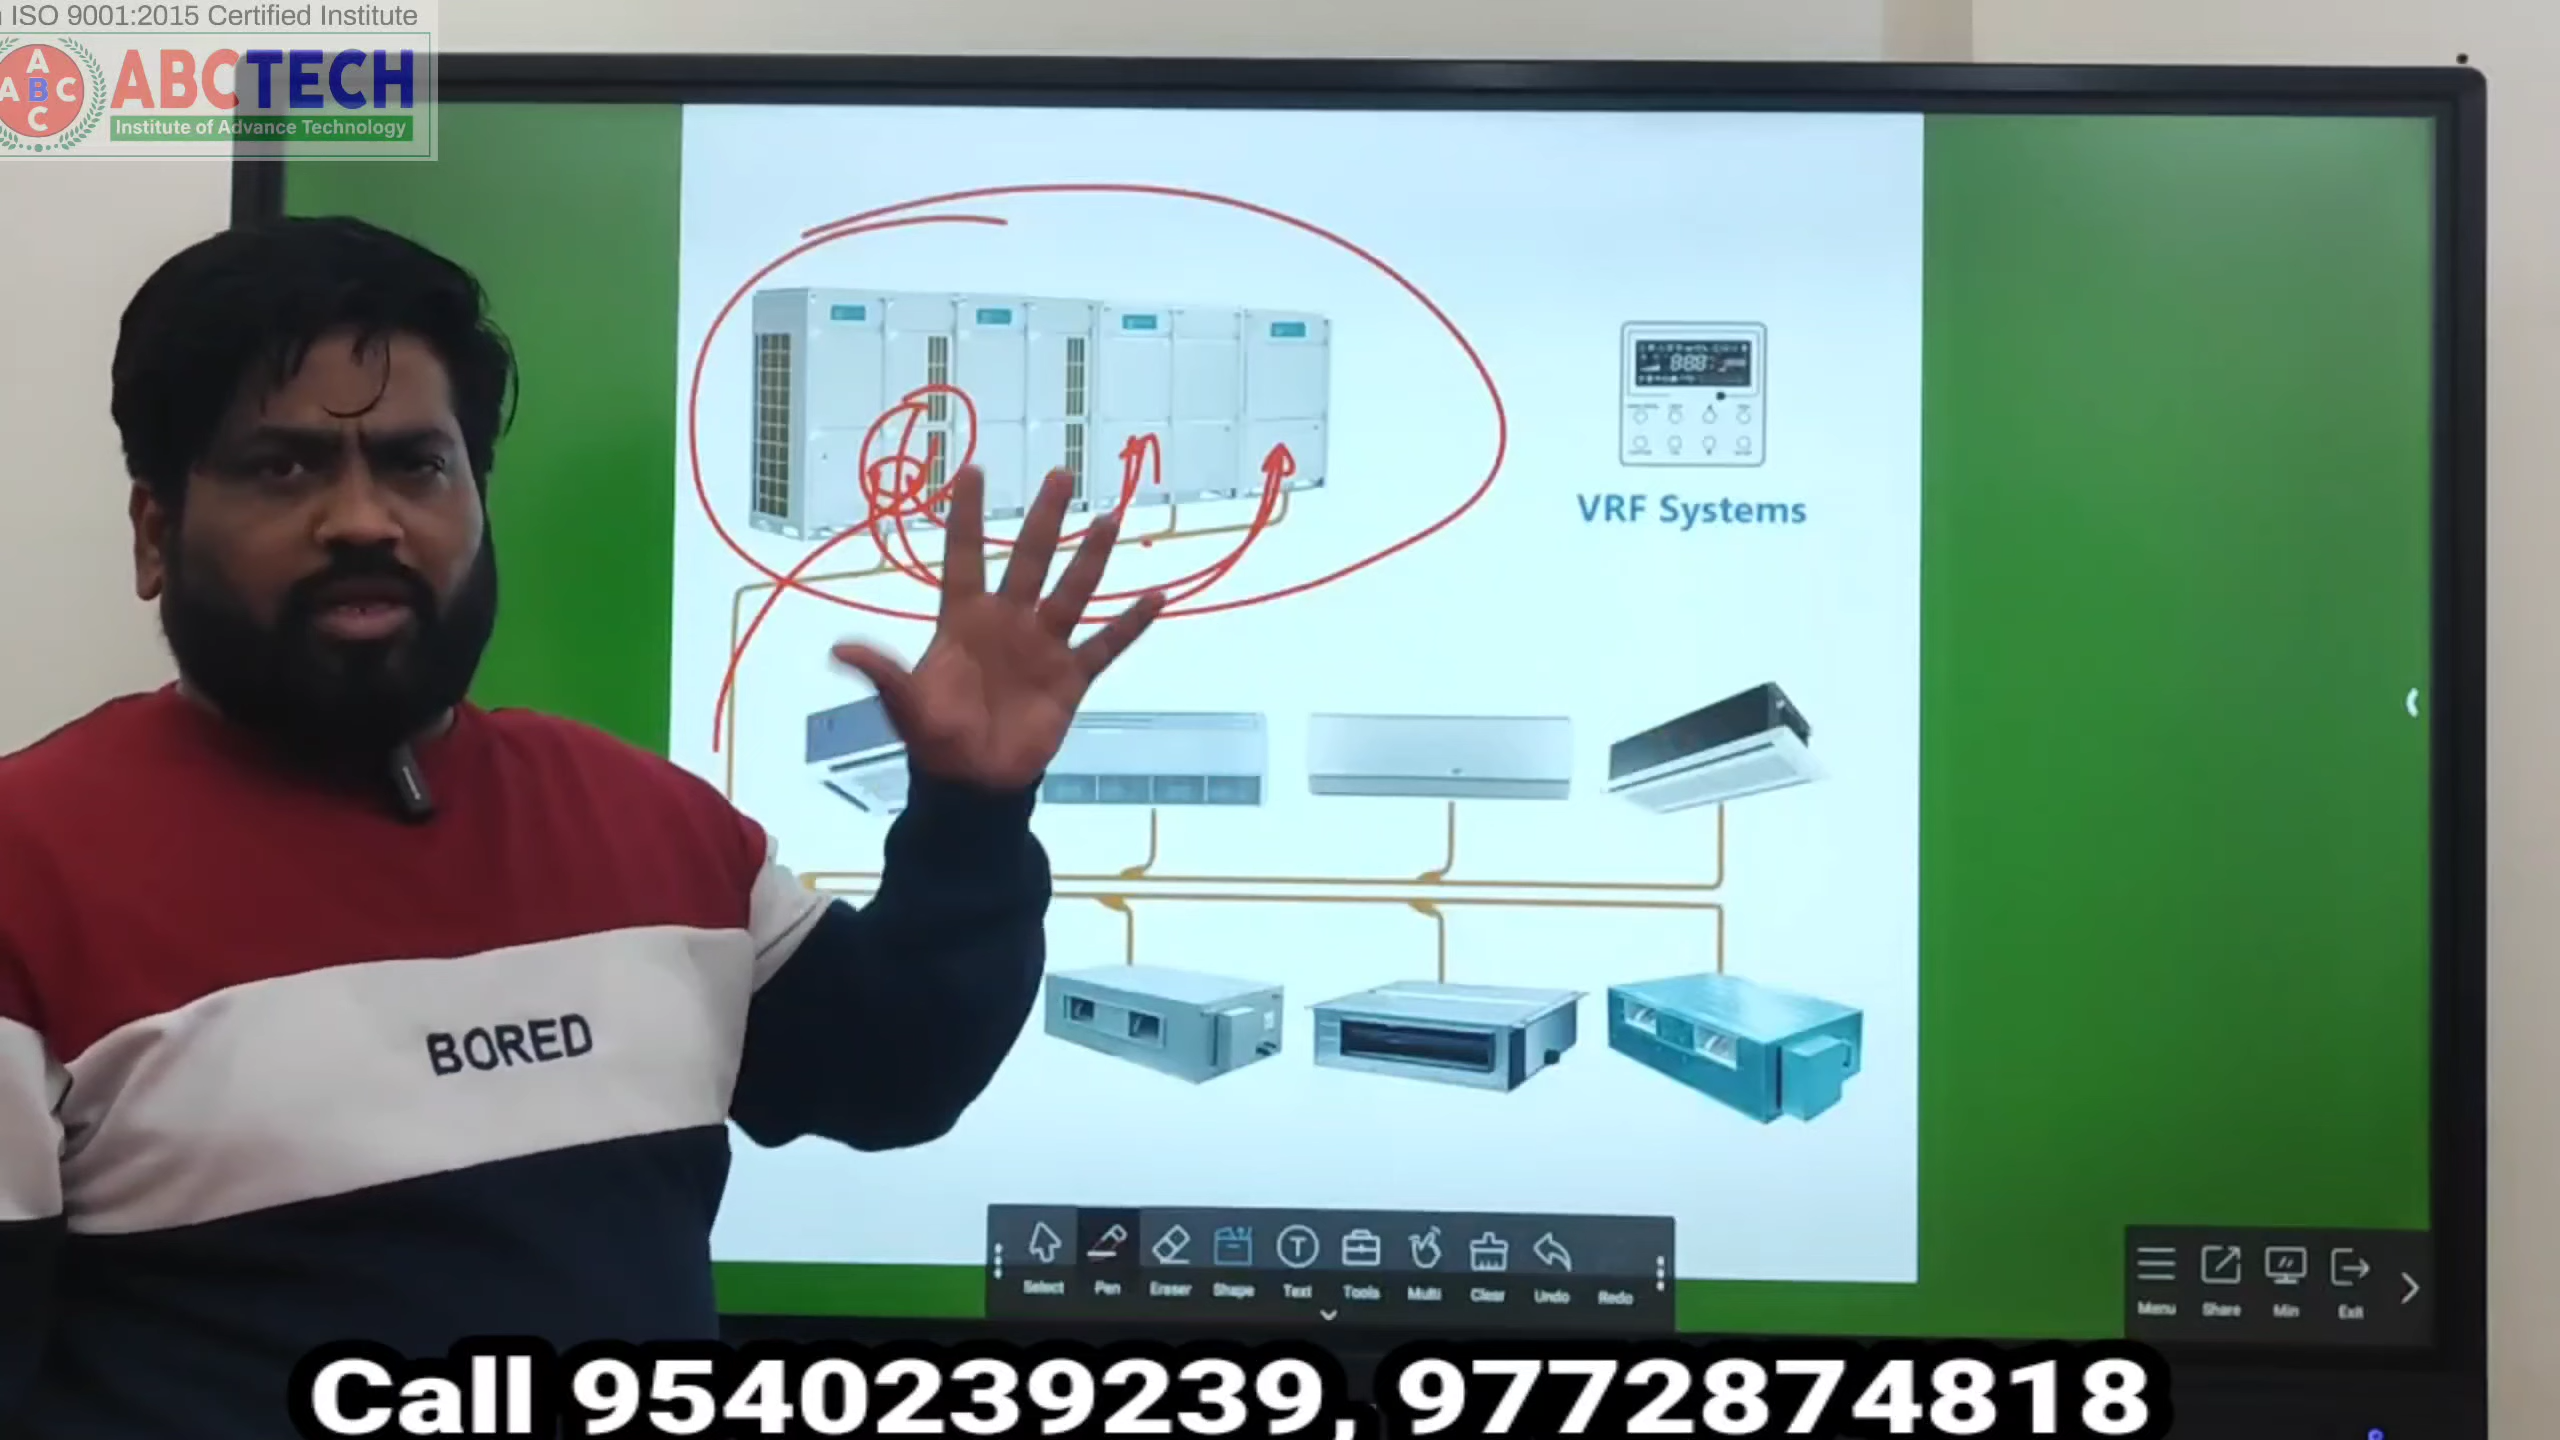 ISO 9001:2015 Certified Institute
A
A B C
C
ABCTECH
Institute of Advance Technology
888
VRF Systems
BORED
Select
Pen
Eraser
Shape
Text
Tools
Multi
Clear
Undo
Redo
Menu
Share
Min
Exit
Call 9540239239, 9772874818